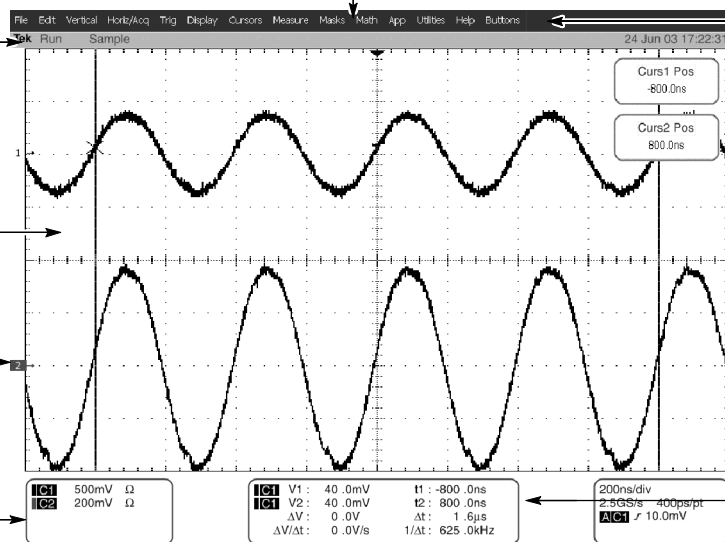 File Edit Vertical Horiz/Acq Trig Display Cursors Measure Masks Math App Utilities Help Buttons
Tek Run Sample 24 Jun 03 17:22:31
Curs1 Pos
-800.0ns
Curs2 Pos
800.0ns
1
2
C1 500mV Ω
C2 200mV Ω
C1 V1 : 40 .0mV t1 : -800 .0ns
C1 V2 : 40 .0mV t2 : 800 .0ns
ΔV : 0 .0V Δt : 1 .6µs
ΔV/Δt : 0 .0V/s 1/Δt : 625 .0kHz
200ns/div
2.5GS/s 400ps/pt
A C1 10.0mV